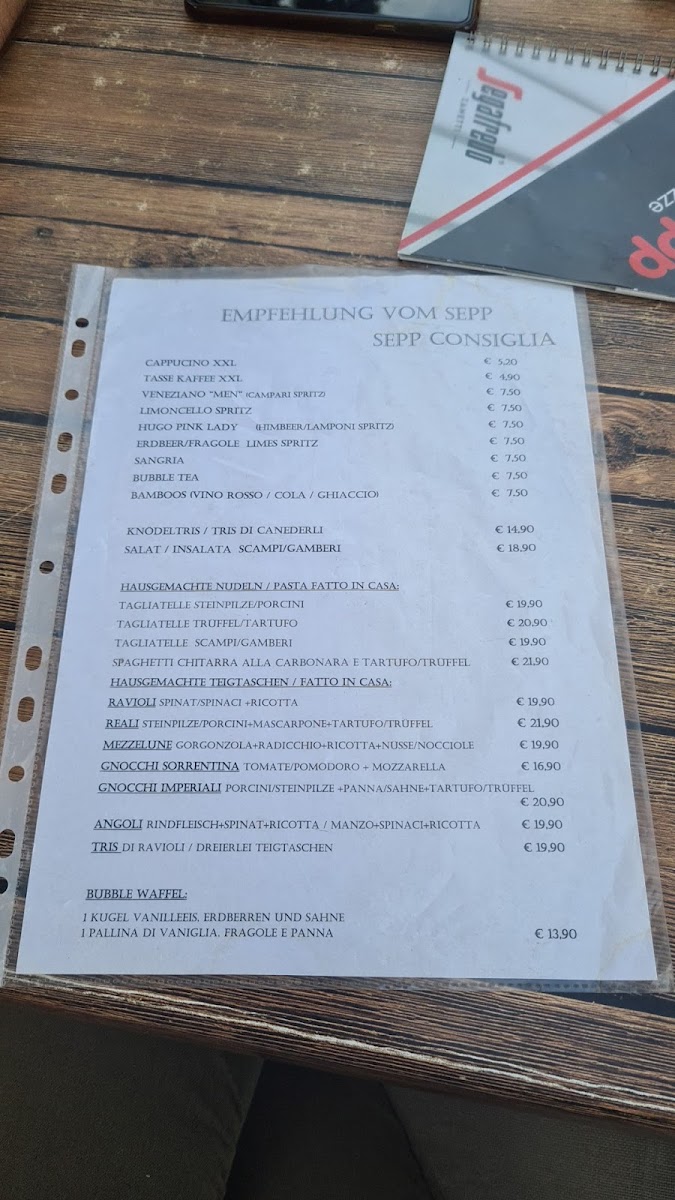 Segafredo
ZANETTI
zze
pp
EMPFEHLUNG VOM SEPP
SEPP CONSIGLIA
CAPPUCINO XXL € 5,20
TASSE KAFFEE XXL € 4,90
VENEZIANO "MEN" (CAMPARI SPRITZ) € 7,50
LIMONCELLO SPRITZ € 7,50
HUGO PINK LADY (HIMBEER/LAMPONI SPRITZ) € 7,50
ERDBEER/FRAGOLE LIMES SPRITZ € 7,50
SANGRIA € 7,50
BUBBLE TEA € 7,50
BAMBOOS (VINO ROSSO / COLA / GHIACCIO) € 7,50
KNÖDELTRIS / TRIS DI CANEDERLI € 14,90
SALAT / INSALATA SCAMPI/GAMBERI € 18,90
HAUSGEMACHTE NUDELN / PASTA FATTO IN CASA:
TAGLIATELLE STEINPILZE/PORCINI € 19,90
TAGLIATELLE TRÜFFEL/TARTUFO € 20,90
TAGLIATELLE SCAMPI/GAMBERI € 19,90
SPAGHETTI CHITARRA ALLA CARBONARA E TARTUFO/TRÜFFEL € 21,90
HAUSGEMACHTE TEIGTASCHEN / FATTO IN CASA:
RAVIOLI SPINAT/SPINACI +RICOTTA € 19,90
REALI STEINPILZE/PORCINI+MASCARPONE+TARTUFO/TRÜFFEL € 21,90
MEZZELUNE GORGONZOLA+RADICCHIO+RICOTTA+NÜSSE/NOCCIOLE € 19,90
GNOCCHI SORRENTINA TOMATE/POMODORO + MOZZARELLA € 16,90
GNOCCHI IMPERIALI PORCINI/STEINPILZE +PANNA/SAHNE+TARTUFO/TRÜFFEL
€ 20,90
ANGOLI RINDFLEISCH+SPINAT+RICOTTA / MANZO+SPINACI+RICOTTA € 19,90
TRIS DI RAVIOLI / DREIERLEI TEIGTASCHEN € 19,90
BUBBLE WAFFEL:
1 KUGEL VANILLEEIS, ERDBERREN UND SAHNE
1 PALLINA DI VANIGLIA, FRAGOLE E PANNA € 13,90